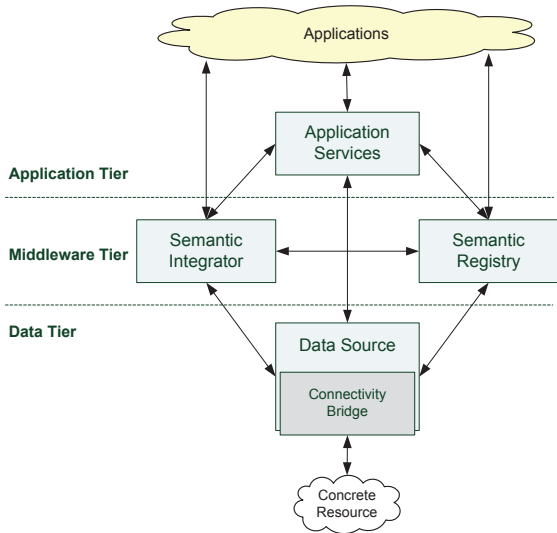 Applications
Application
Services
Application Tier
Middleware Tier
Semantic
Integrator
Semantic
Registry
Data Tier
Data Source
Connectivity
Bridge
Concrete
Resource